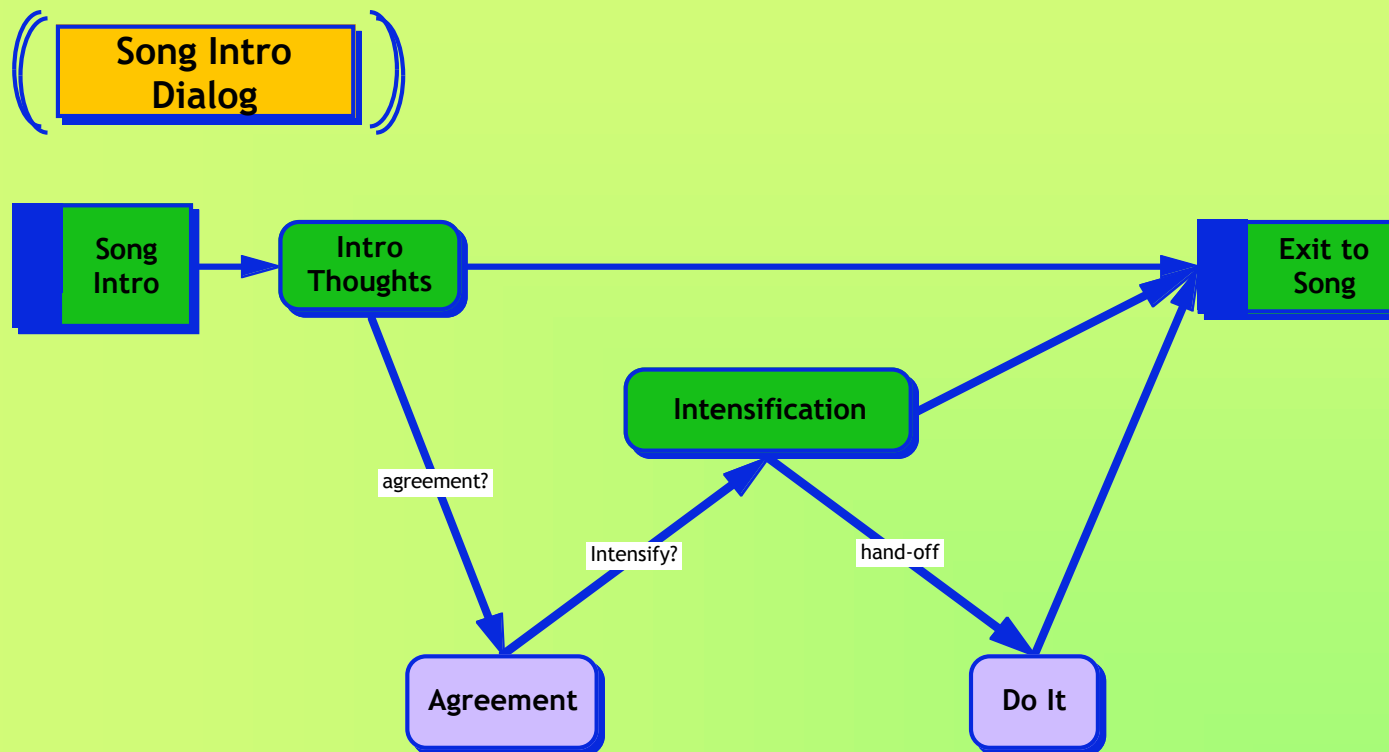 Song Intro
Dialog
Song
Intro
Intro
Thoughts
Exit to
Song
Intensification
agreement?
Intensify?
hand-off
Agreement
Do It